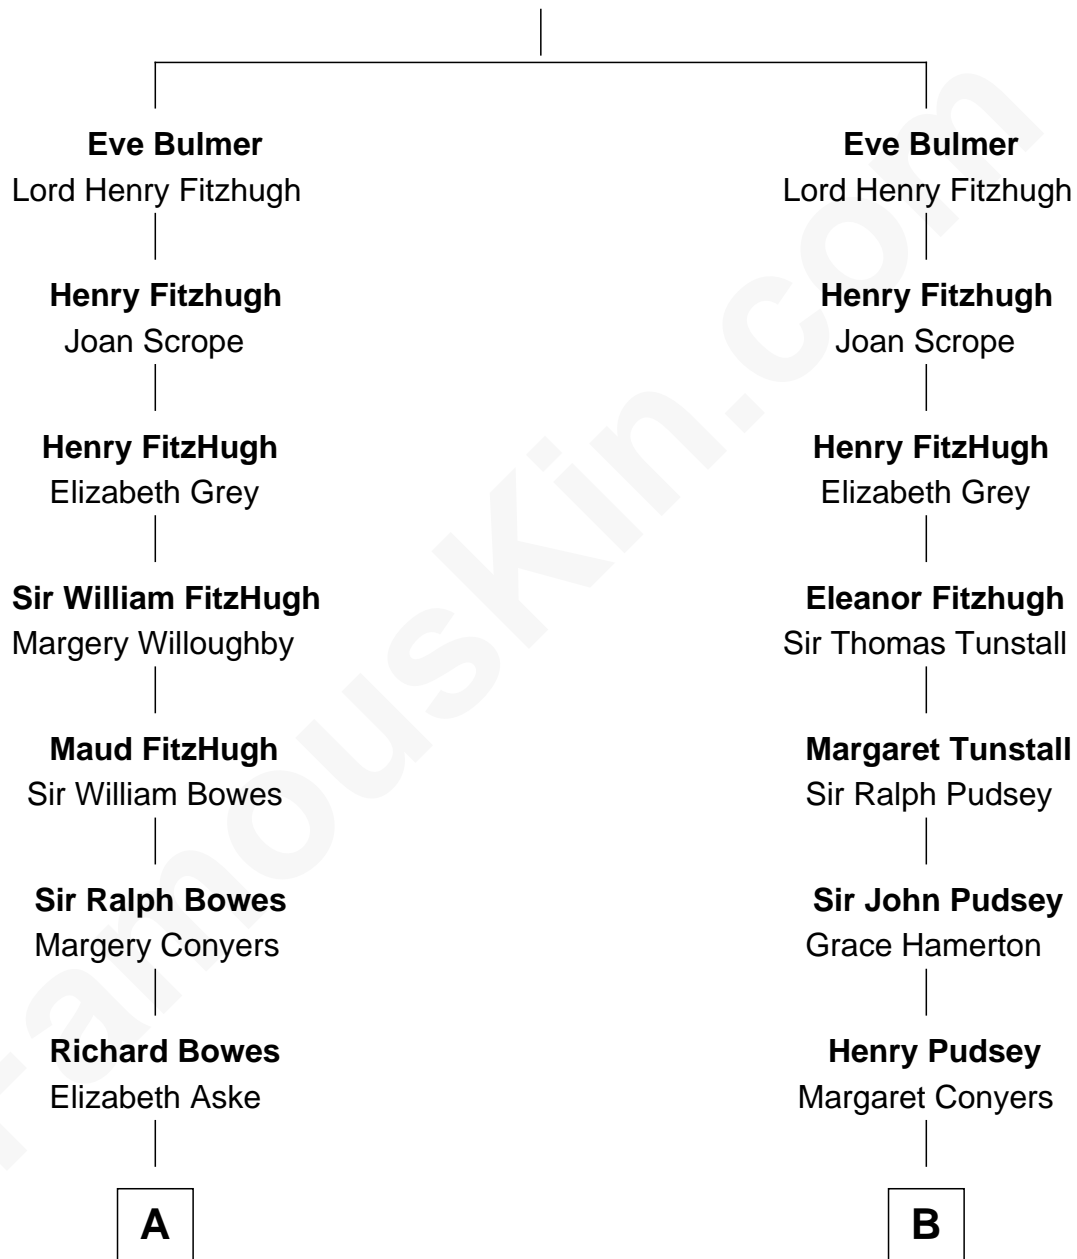 Eve Bulmer
Lord Henry Fitzhugh
Henry Fitzhugh
Joan Scrope
Henry FitzHugh
Elizabeth Grey
Sir William FitzHugh
Margery Willoughby
Maud FitzHugh
Sir William Bowes
Sir Ralph Bowes
Margery Conyers
Richard Bowes
Elizabeth Aske
A
Eve Bulmer
Lord Henry Fitzhugh
Henry Fitzhugh
Joan Scrope
Henry FitzHugh
Elizabeth Grey
Eleanor Fitzhugh
Sir Thomas Tunstall
Margaret Tunstall
Sir Ralph Pudsey
Sir John Pudsey
Grace Hamerton
Henry Pudsey
Margaret Conyers
B
FamousKin.com